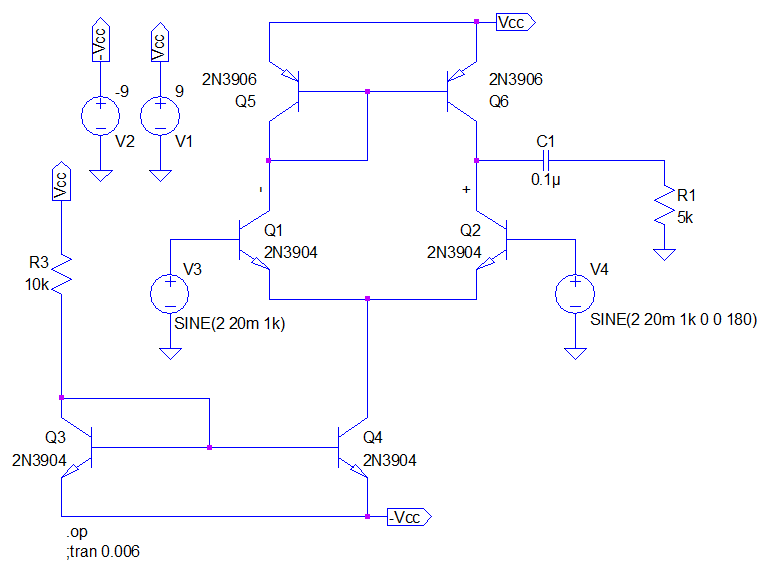 Vcc
-Vcc
Vcc
2N3906
Q5
2N3906
Q6
-9
V2
9
V1
C1
0.1µ
R1
5k
Vcc
-
+
Q1
2N3904
Q2
2N3904
R3
10k
V3
SINE(2 20m 1k)
V4
SINE(2 20m 1k 0 0 180)
Q3
2N3904
Q4
2N3904
-Vcc
.op
;tran 0.006